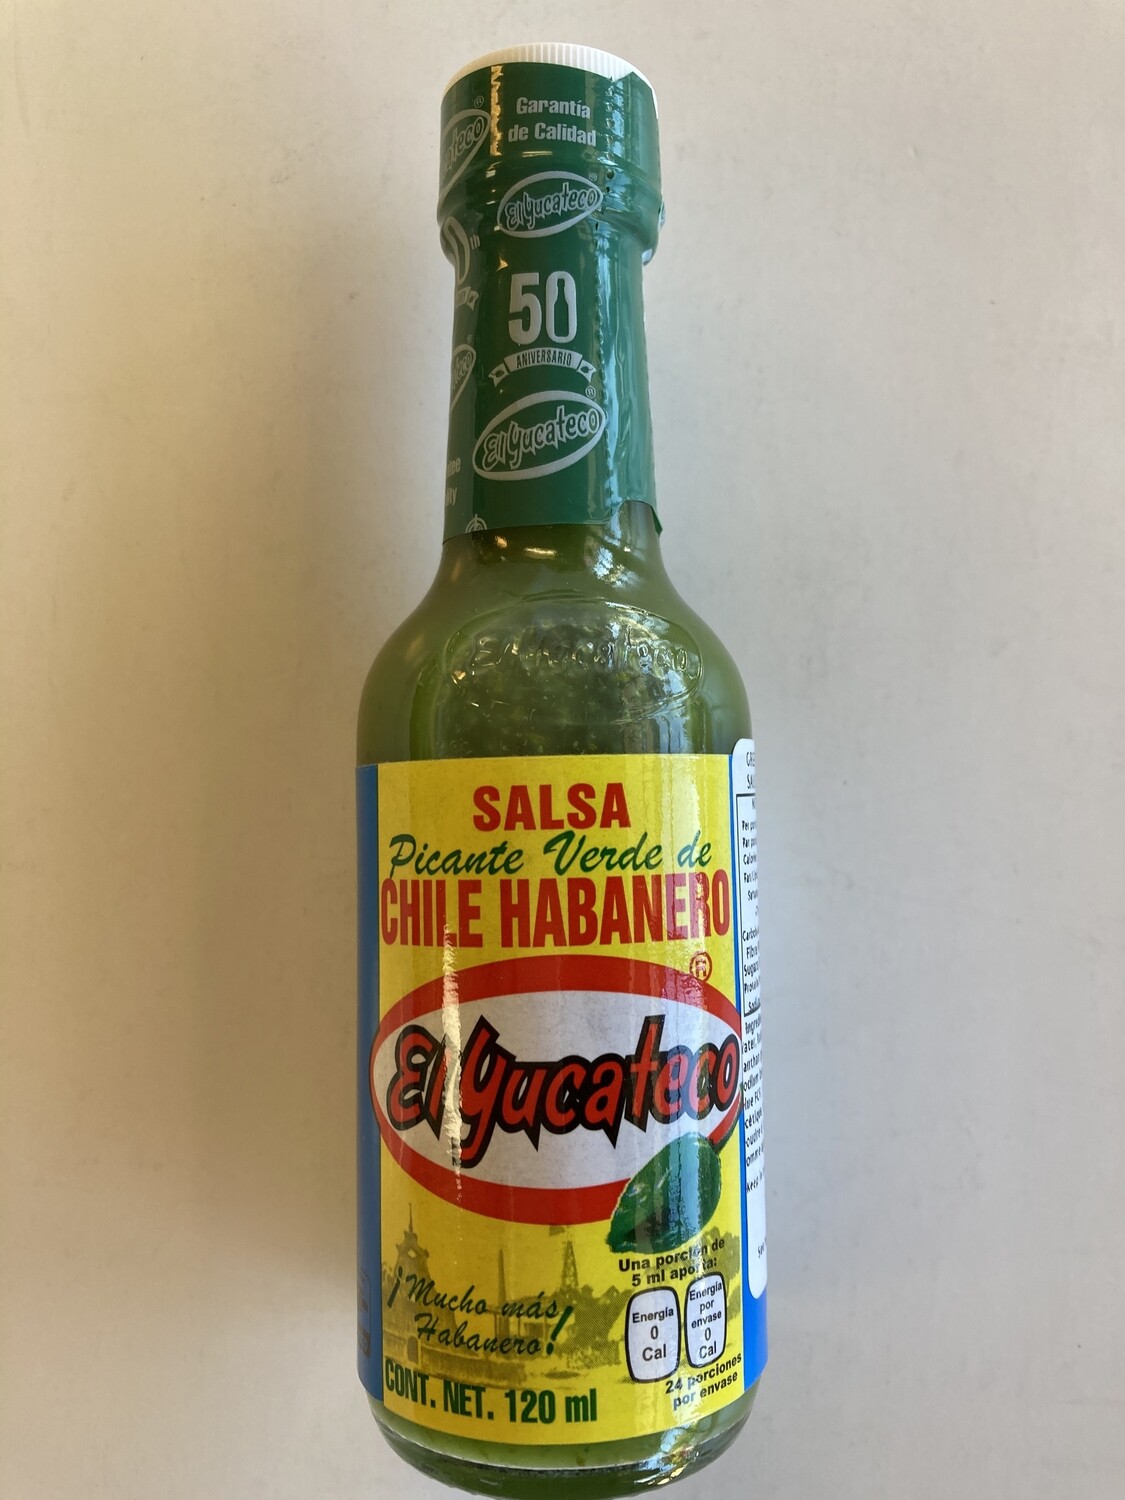 Garantía
de Calidad
El Yucateco
50
ANIVERSARIO
El Yucateco®
El Yucateco
SALSA
Picante Verde de
CHILE HABANERO
El Yucateco®
¡Mucho más
Habanero!
CONT. NET. 120 ml
Una porción de
5 ml aporta:
Energía
0
Cal
Energía
por
envase
0
Cal
24 porciones
por envase